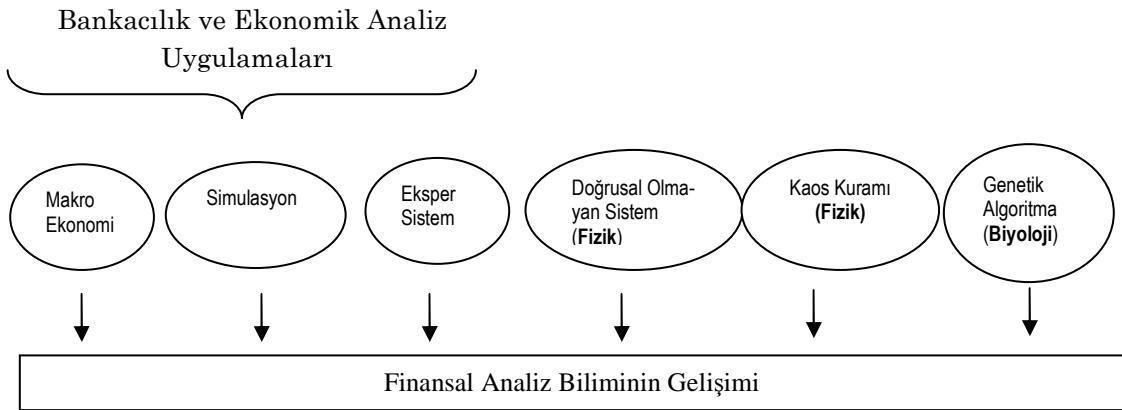 Bankacılık ve Ekonomik Analiz
Uygulamaları
Makro
Ekonomi
Simulasyon
Eksper
Sistem
Doğrusal Olma-
yan Sistem
(Fizik)
Kaos Kuramı
(Fizik)
Genetik
Algoritma
(Biyoloji)
Finansal Analiz Biliminin Gelişimi